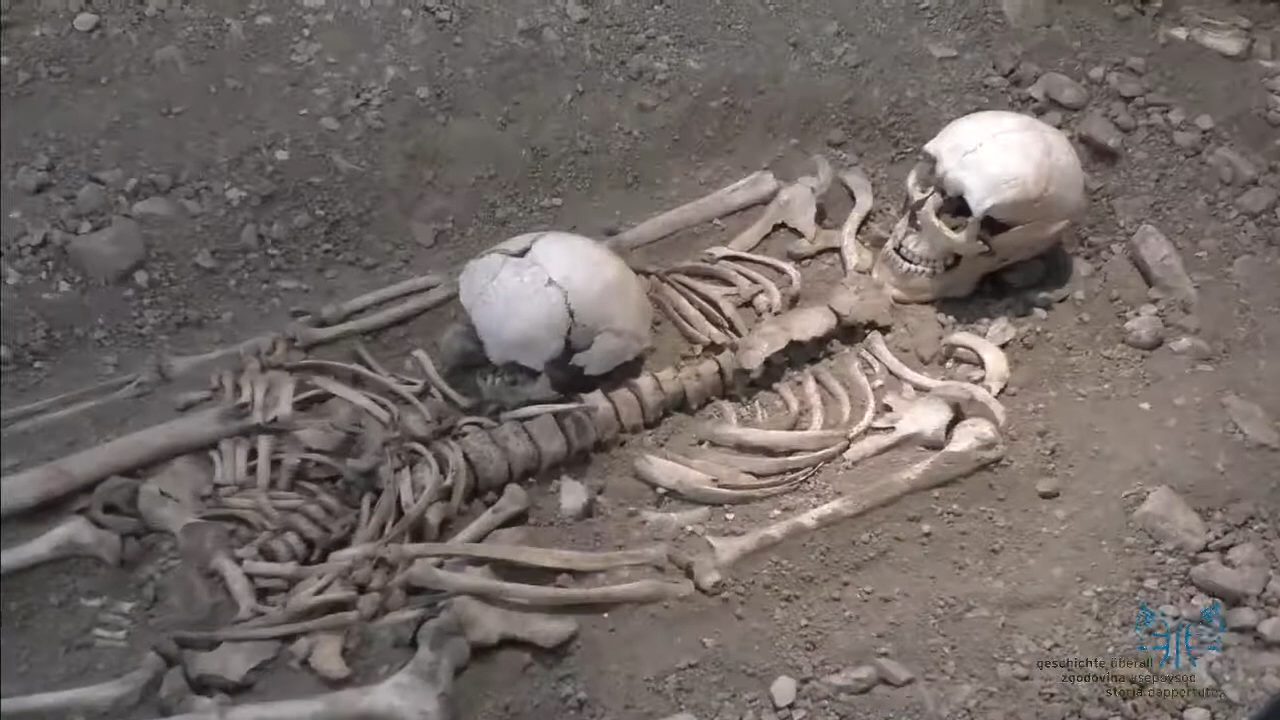 geschichte überall
zgodovina vsepovsod
storia dappertutto